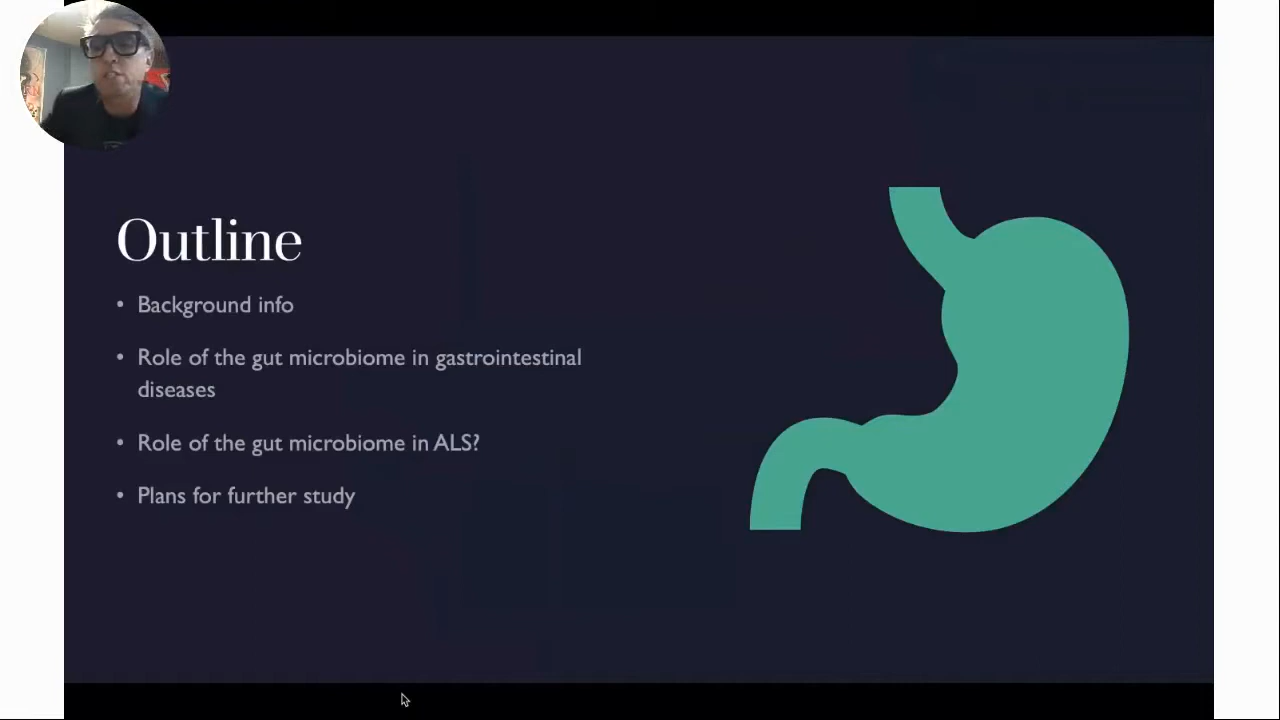 Outline
• Background info
• Role of the gut microbiome in gastrointestinal
diseases
• Role of the gut microbiome in ALS?
• Plans for further study